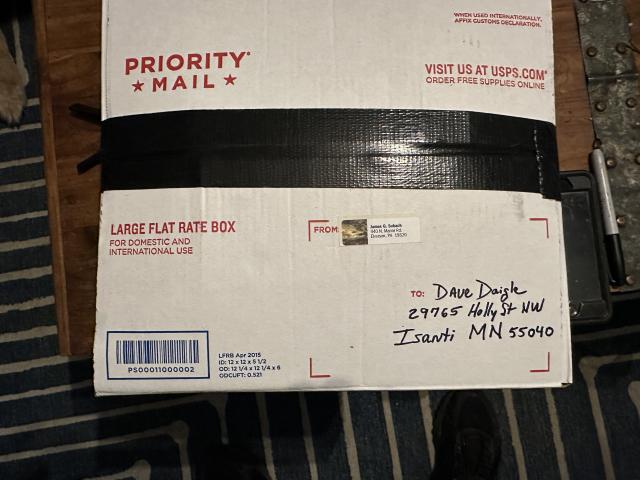 WHEN USED INTERNATIONALLY,
AFFIX CUSTOMS DECLARATION.
PRIORITY®
★ MAIL ★
VISIT US AT USPS.COM®
ORDER FREE SUPPLIES ONLINE
LARGE FLAT RATE BOX
FOR DOMESTIC AND
INTERNATIONAL USE
FROM:
James G.
TO: Dave Daigle
29765 Holly St NW
Isanti MN 55040
PS00011000002
LFRB Apr 2015
ID: 12 x 12 x 5 1/2
OD: 12 1/4 x 12 1/4 x 6
ODCUFT: 0.521